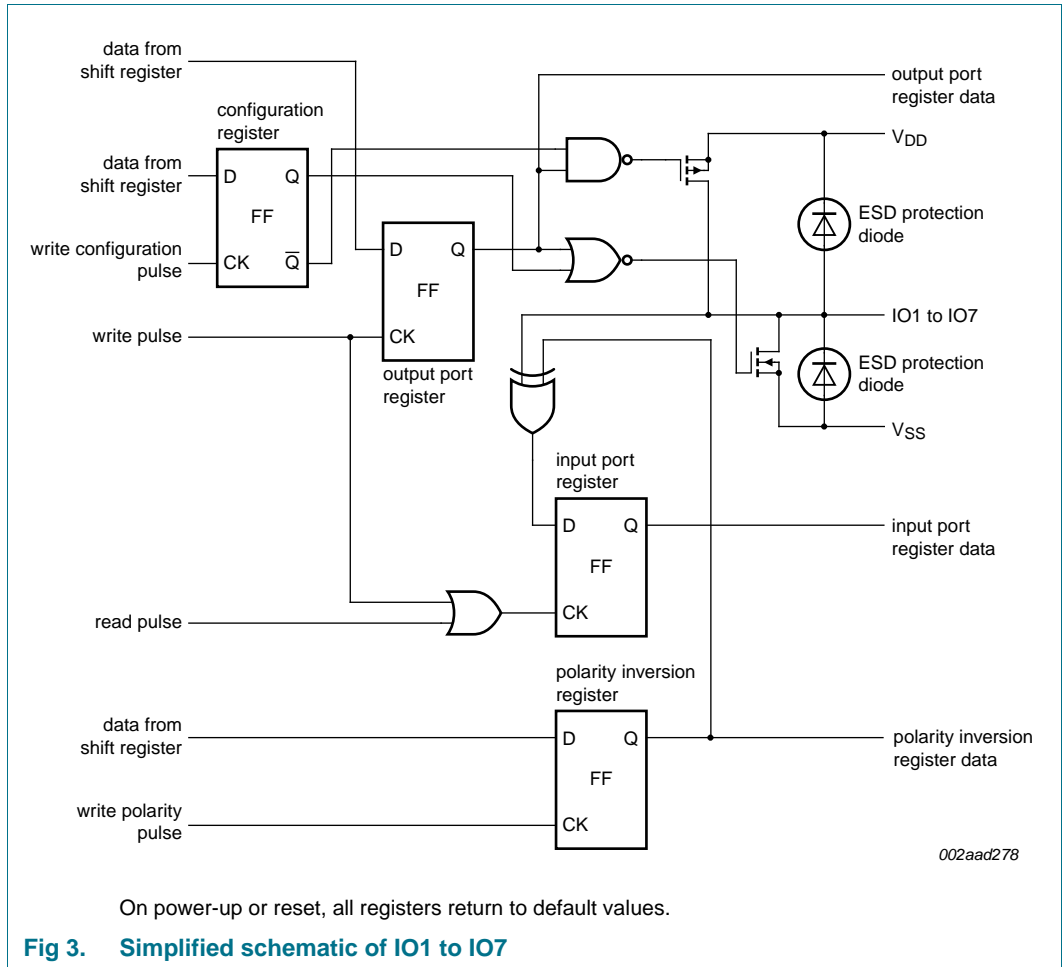 data from
shift register
output port
register data
configuration
register
VDD
data from
shift register
D
Q
FF
ESD protection
diode
write configuration
pulse
CK
Q
D
Q
FF
IO1 to IO7
write pulse
CK
output port
register
ESD protection
diode
VSS
input port
register
D
Q
input port
register data
FF
CK
read pulse
polarity inversion
register
data from
shift register
D
Q
polarity inversion
register data
FF
write polarity
pulse
CK
002aad278
On power-up or reset, all registers return to default values.
Fig 3. Simplified schematic of IO1 to IO7